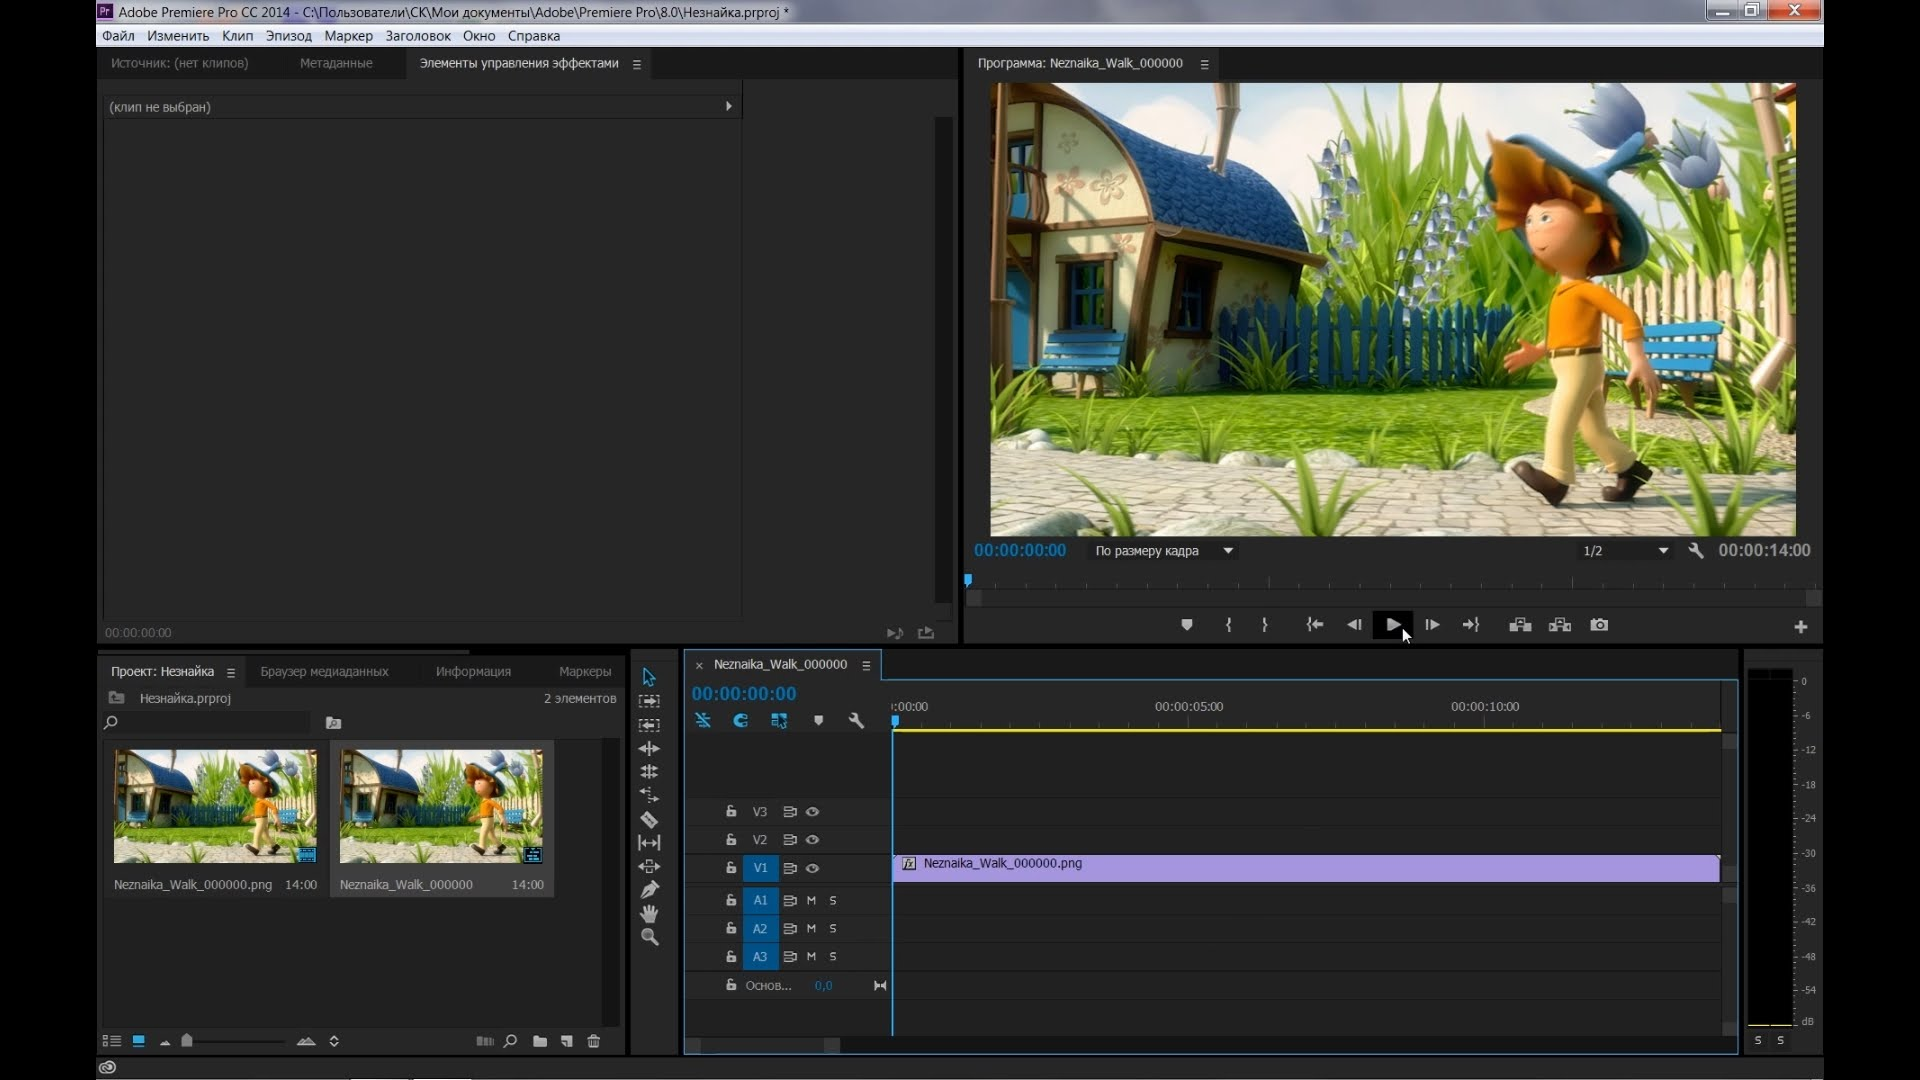 Adobe Premiere Pro CC 2014 - C:\Пользователи\СК\Мои документы\Adobe\Premiere Pro\8.0\Незнайка.prproj *
Файл Изменить Клип Эпизод Маркер Заголовок Окно Справка
Источник: (нет клипов) Метаданные Элементы управления эффектами
(клип не выбран)
00:00:00:00
Программа: Neznaika_Walk_000000
00:00:00:00 По размеру кадра 1/2 00:00:14:00
Проект: Незнайка Браузер медиаданных Информация Маркеры
Незнайка.prproj 2 элементов
Neznaika_Walk_000000.png 14:00
Neznaika_Walk_000000 14:00
× Neznaika_Walk_000000
00:00:00:00
:00:00 00:00:05:00 00:00:10:00
V3
V2
V1
fx Neznaika_Walk_000000.png
A1 M S
A2 M S
A3 M S
Основ... 0,0
0
-6
-12
-18
-24
-30
-36
-42
-48
-54
dB
S S